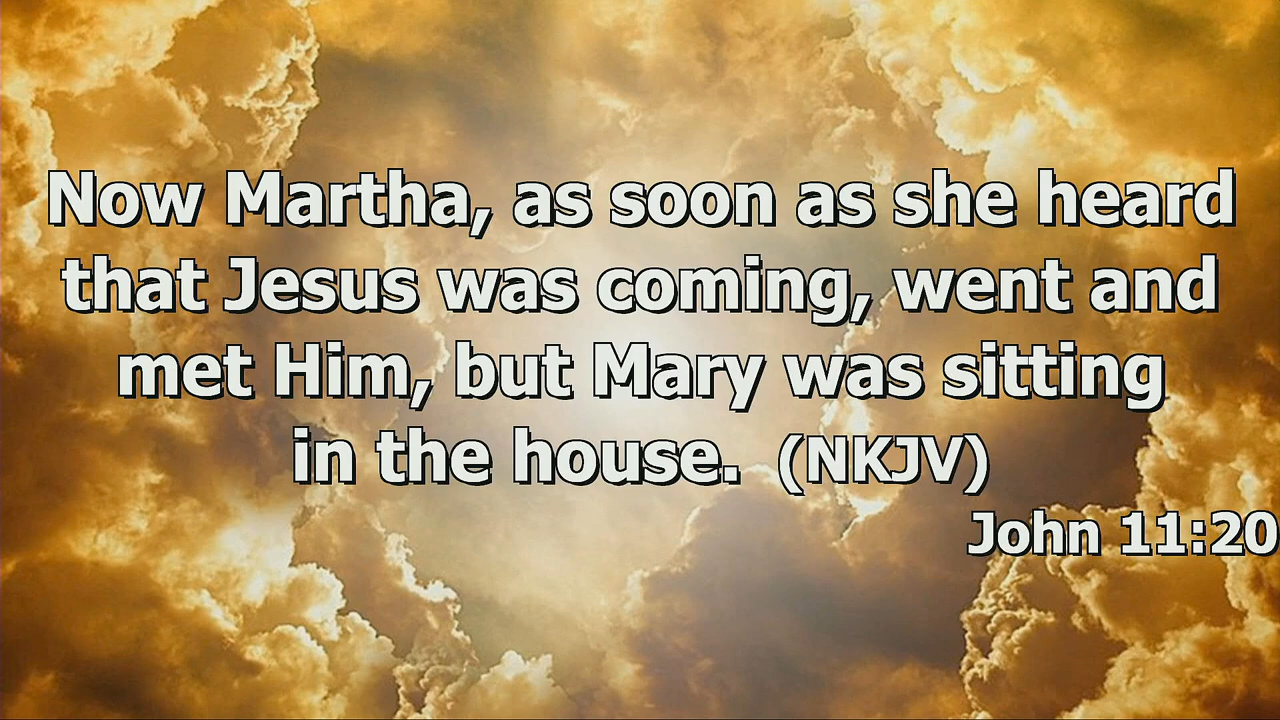 Now Martha, as soon as she heard
that Jesus was coming, went and
met Him, but Mary was sitting
in the house. (NKJV)
John 11:20